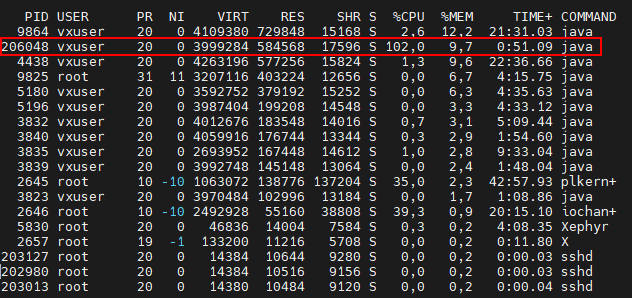 PID USER PR NI VIRT RES SHR S %CPU %MEM TIME+ COMMAND
9864 vxuser 20 0 4109380 729848 15168 S 2,6 12,2 21:31.03 java
206048 vxuser 20 0 3999284 584568 17596 S 102,0 9,7 0:51.09 java
4438 vxuser 20 0 4263196 577256 15824 S 1,3 9,6 22:36.66 java
9825 root 31 11 3207116 403224 12656 S 0,0 6,7 4:15.75 java
5180 vxuser 20 0 3592752 379192 15252 S 0,0 6,3 4:35.63 java
5196 vxuser 20 0 3987404 199208 14548 S 0,0 3,3 4:33.12 java
3832 vxuser 20 0 4012676 183548 14016 S 0,7 3,1 5:09.44 java
3840 vxuser 20 0 4059916 176744 13344 S 0,3 2,9 1:54.60 java
3835 vxuser 20 0 2693952 167448 14612 S 1,0 2,8 9:33.04 java
3839 vxuser 20 0 3992748 145148 13064 S 0,0 2,4 1:48.04 java
2645 root 10 -10 1063072 138776 137204 S 35,0 2,3 42:57.93 plkern+
3823 vxuser 20 0 3970484 102996 13184 S 0,0 1,7 1:08.86 java
2646 root 10 -10 2492928 55160 38808 S 39,3 0,9 20:15.10 iochan+
5830 root 20 0 46836 14004 7584 S 0,3 0,2 4:08.35 Xephyr
2657 root 19 -1 133200 11216 5708 S 0,0 0,2 0:11.80 X
203127 root 20 0 14384 10644 9280 S 0,0 0,2 0:00.03 sshd
202980 root 20 0 14384 10516 9156 S 0,0 0,2 0:00.04 sshd
203013 root 20 0 14380 10484 9120 S 0,0 0,2 0:00.03 sshd